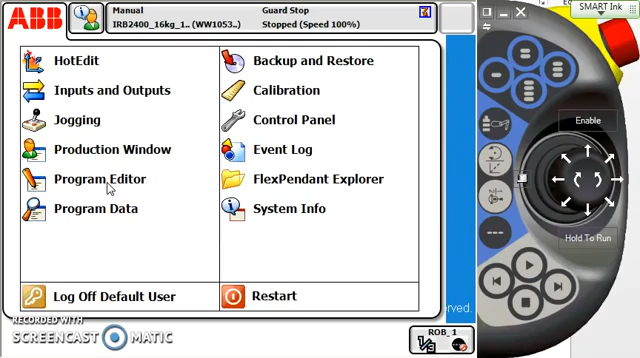 ABB
Manual
Guard Stop
IRB2400_16kg_1.. (WW1053..)
Stopped (Speed 100%)
SMART Ink
HotEdit
Backup and Restore
Inputs and Outputs
Calibration
Jogging
Control Panel
Production Window
Event Log
Program Editor
FlexPendant Explorer
Program Data
System Info
Log Off Default User
Restart
Enable
Hold To Run
erved.
RECORDED WITH
SCREENCAST MATIC
ROB_1
1/3